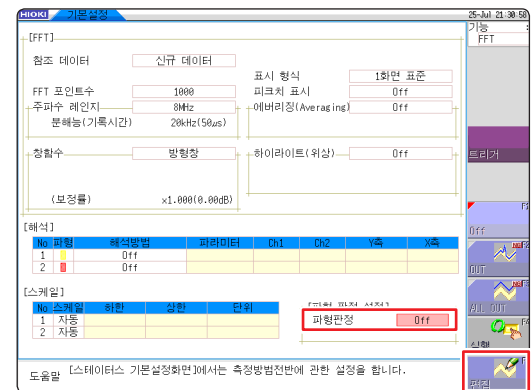 HIOKI 기본설정 25-Jul 21:30:58
기능 :
FFT
[FFT]
참조 데이터 신규 데이터
표시 형식 1화면 표준
FFT 포인트수 1000 피크치 표시 Off
주파수 레인지 8MHz 에버리징(Averaging) Off
분해능(기록시간) 20kHz(50㎲)
창함수 방형창 하이라이트(위상) Off
트리거
(보정률) x1.000(0.00dB)
F1
Off
[해석]
No 파형 해석방법 파라미터 Ch1 Ch2 Y축 X축
1 Off
2 Off
OUT
[스케일]
No 스케일 하한 상한 단위
1 자동
2 자동
파형판정 Off
ALL OUT
실행
편집
도움말 [스테이터스 기본설정화면]에서는 측정방법전반에 관한 설정을 합니다.